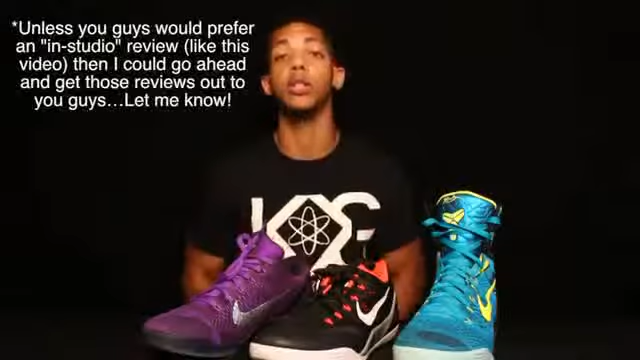 *Unless you guys would prefer
an "in-studio" review (like this
video) then I could go ahead
and get those reviews out to
you guys...Let me know!